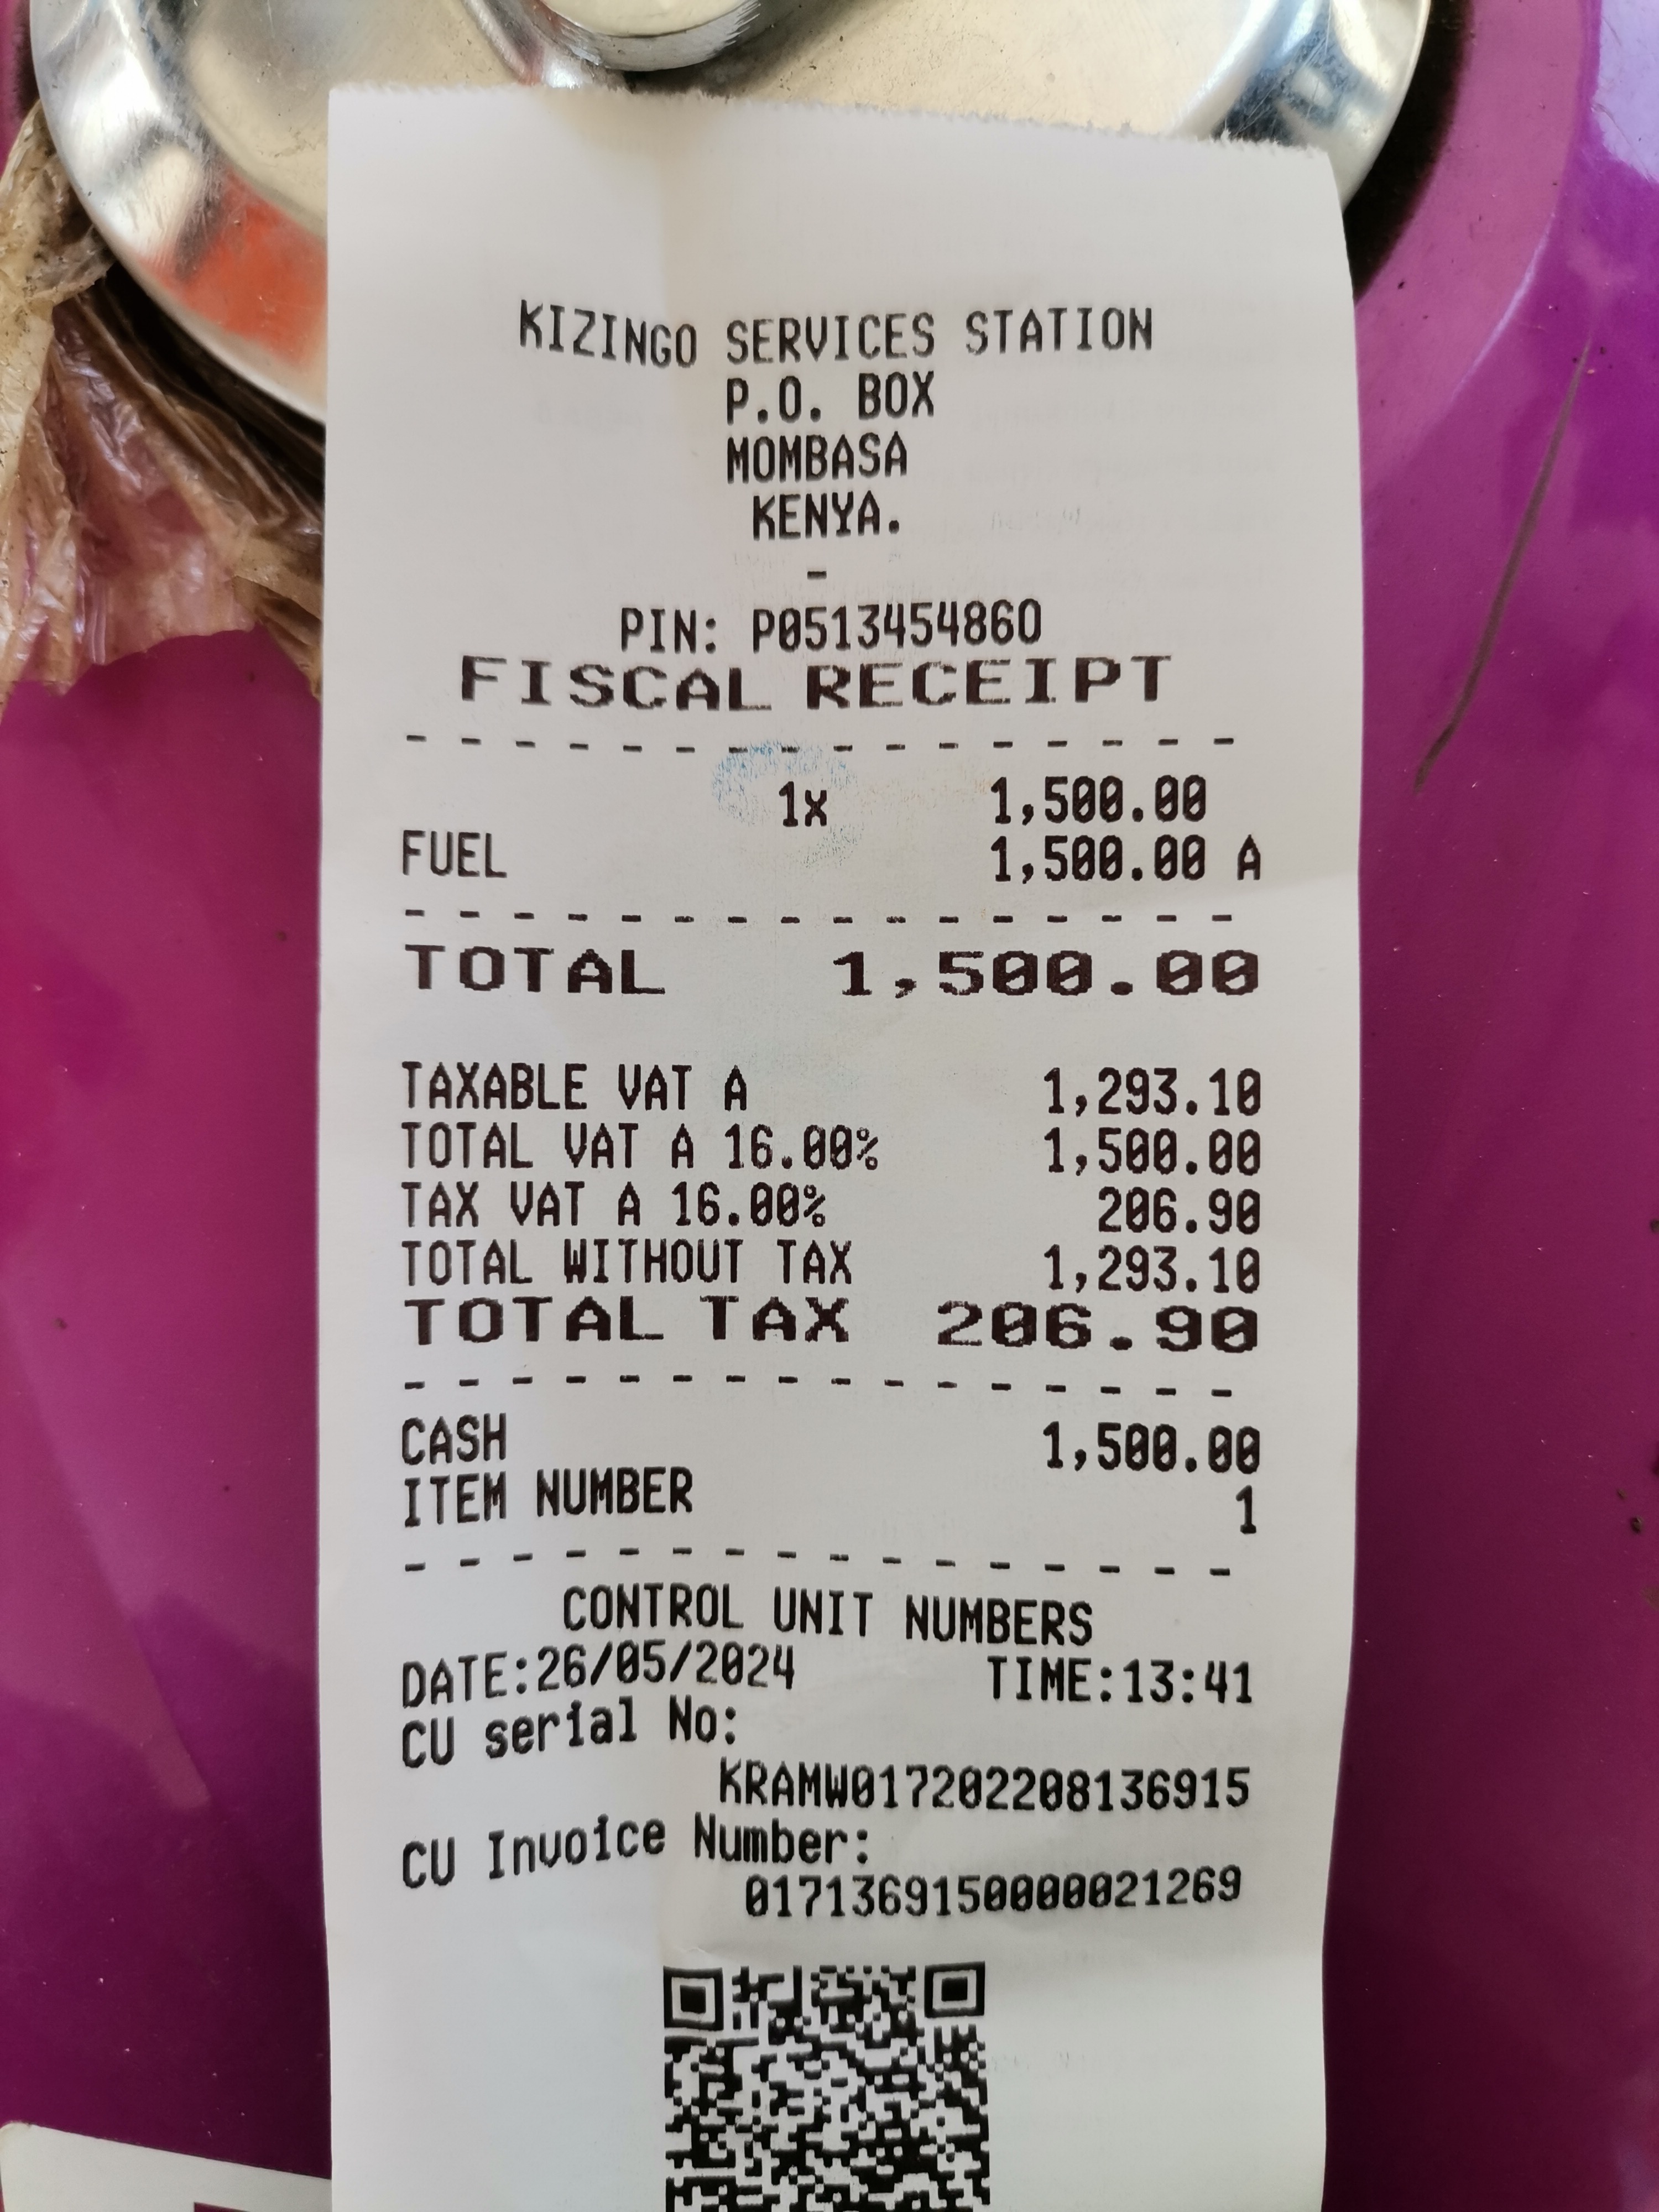 KIZINGO SERVICES STATION
P.O. BOX
MOMBASA
KENYA.
-
PIN: P051345486O
FISCAL RECEIPT
- - - - - - - - - - - - - - - -
1x 1,500.00
FUEL 1,500.00 A
- - - - - - - - - - - - - - - -
TOTAL 1,500.00
TAXABLE VAT A 1,293.10
TOTAL VAT A 16.00% 1,500.00
TAX VAT A 16.00% 206.90
TOTAL WITHOUT TAX 1,293.10
TOTAL TAX 206.90
- - - - - - - - - - - - - - - -
CASH 1,500.00
ITEM NUMBER 1
- - - - - - - - - - - - - - - -
CONTROL UNIT NUMBERS
DATE:26/05/2024 TIME:13:41
CU serial No:
KRAMW017202208136915
CU Invoice Number:
0171369150000021269